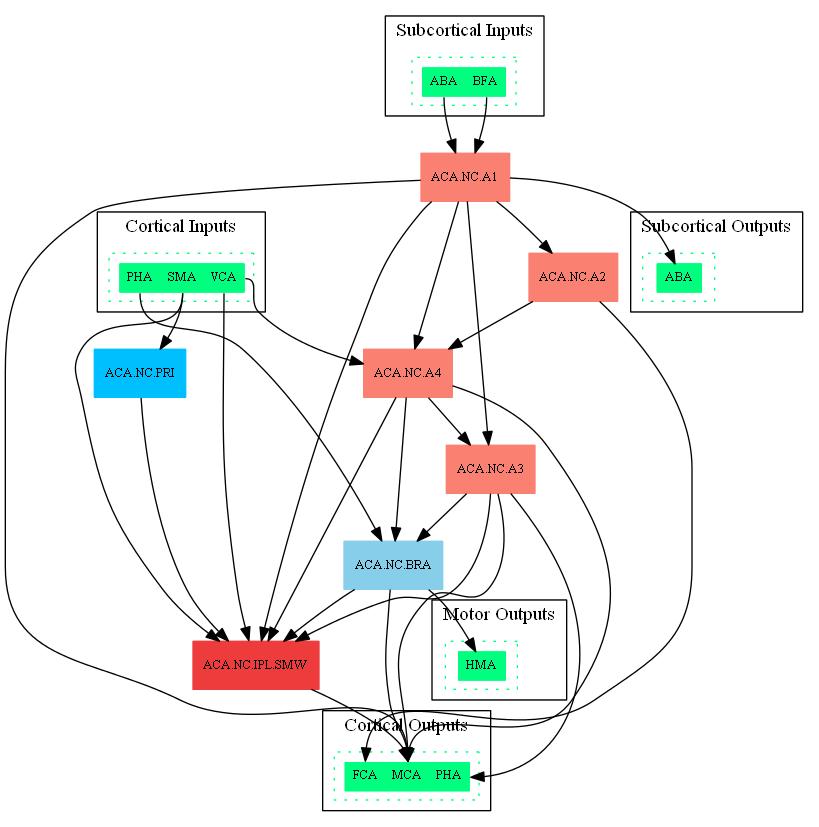 Subcortical Inputs
ABA BFA
ACA.NC.A1
Cortical Inputs
Subcortical Outputs
PHA SMA VCA
ACA.NC.A2
ABA
ACA.NC.PRI
ACA.NC.A4
ACA.NC.A3
ACA.NC.BRA
Motor Outputs
ACA.NC.IPL.SMW
HMA
Cortical Outputs
FCA MCA PHA